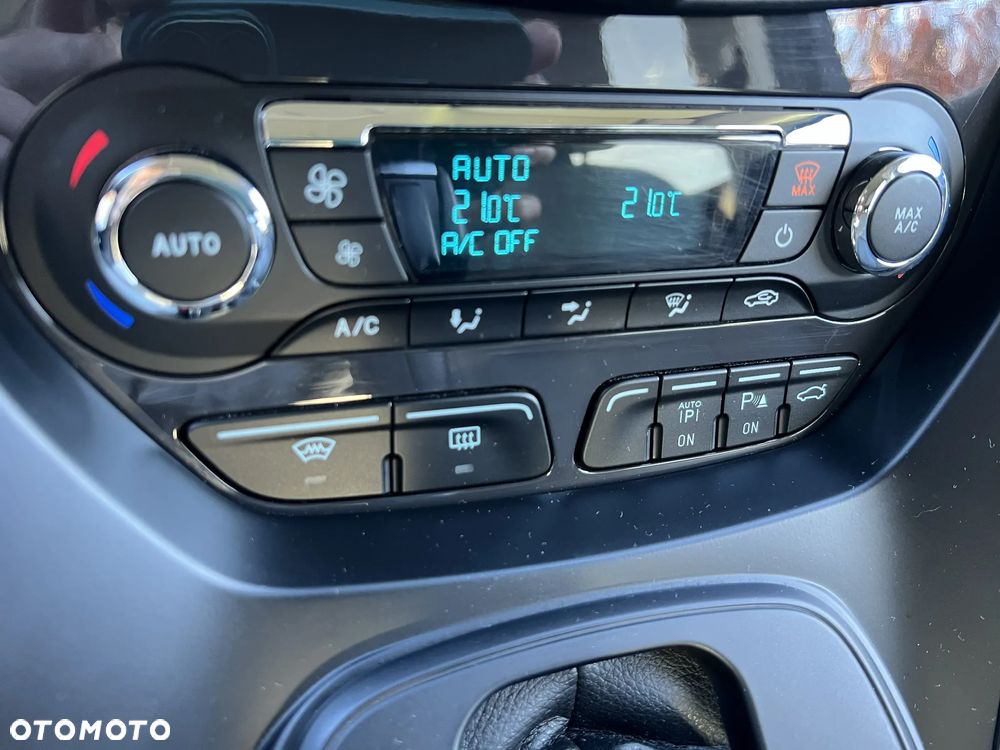 AUTO
21.0°C 21.0°C
A/C OFF
MAX
AUTO
MAX
A/C
A/C
AUTO
P
ON
P
ON
OTOMOTO